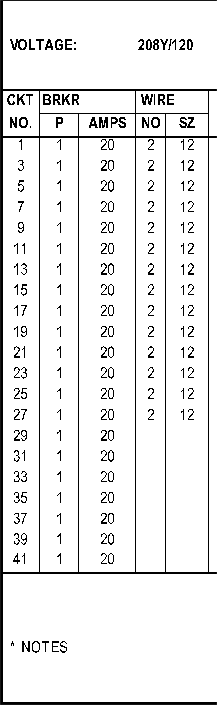 VOLTAGE: 208Y/120
CKT BRKR WIRE
NO. P AMPS NO SZ
1 1 20 2 12
3 1 20 2 12
5 1 20 2 12
7 1 20 2 12
9 1 20 2 12
11 1 20 2 12
13 1 20 2 12
15 1 20 2 12
17 1 20 2 12
19 1 20 2 12
21 1 20 2 12
23 1 20 2 12
25 1 20 2 12
27 1 20 2 12
29 1 20
31 1 20
33 1 20
35 1 20
37 1 20
39 1 20
41 1 20
* NOTES